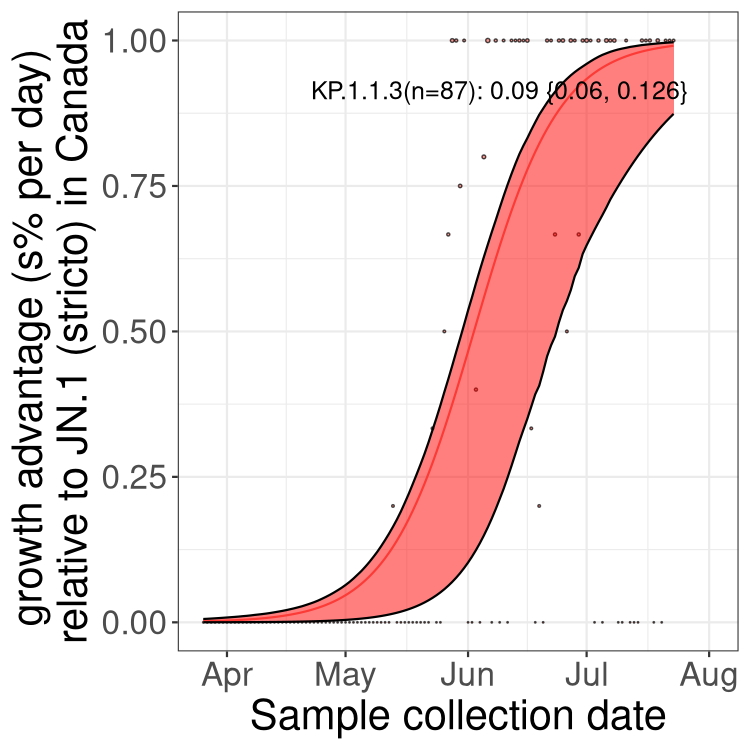 growth advantage (s% per day)
relative to JN.1 (stricto) in Canada
1.00
0.75
0.50
0.25
0.00
KP.1.1.3(n=87): 0.09 {0.06, 0.126}
Apr May Jun Jul Aug
Sample collection date